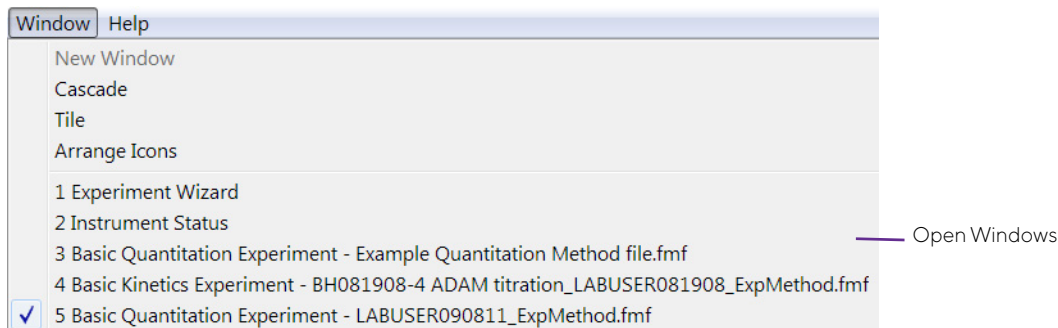 Window Help
New Window
Cascade
Tile
Arrange Icons
1 Experiment Wizard
2 Instrument Status
3 Basic Quantitation Experiment - Example Quantitation Method file.fmf
4 Basic Kinetics Experiment - BH081908-4 ADAM titration_LABUSER081908_ExpMethod.fmf
5 Basic Quantitation Experiment - LABUSER090811_ExpMethod.fmf
Open Windows